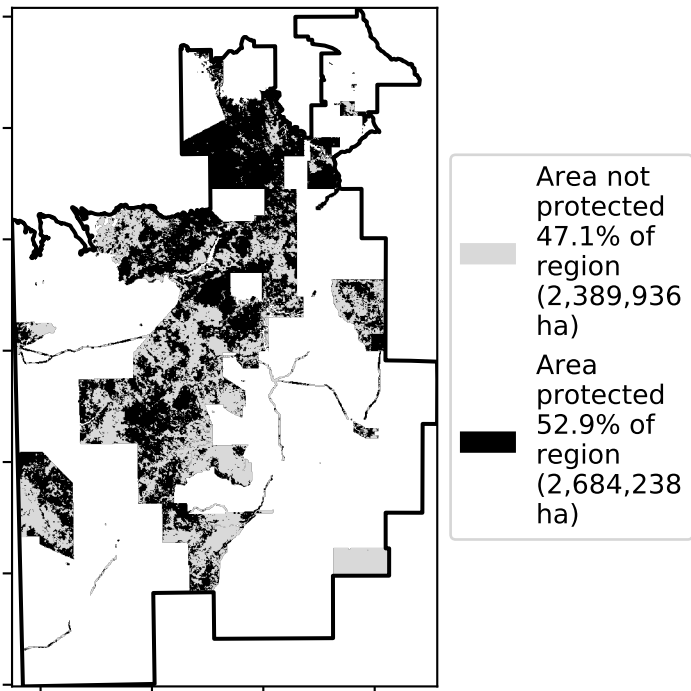 Area not
protected
47.1% of
region
(2,389,936
ha)
Area
protected
52.9% of
region
(2,684,238
ha)